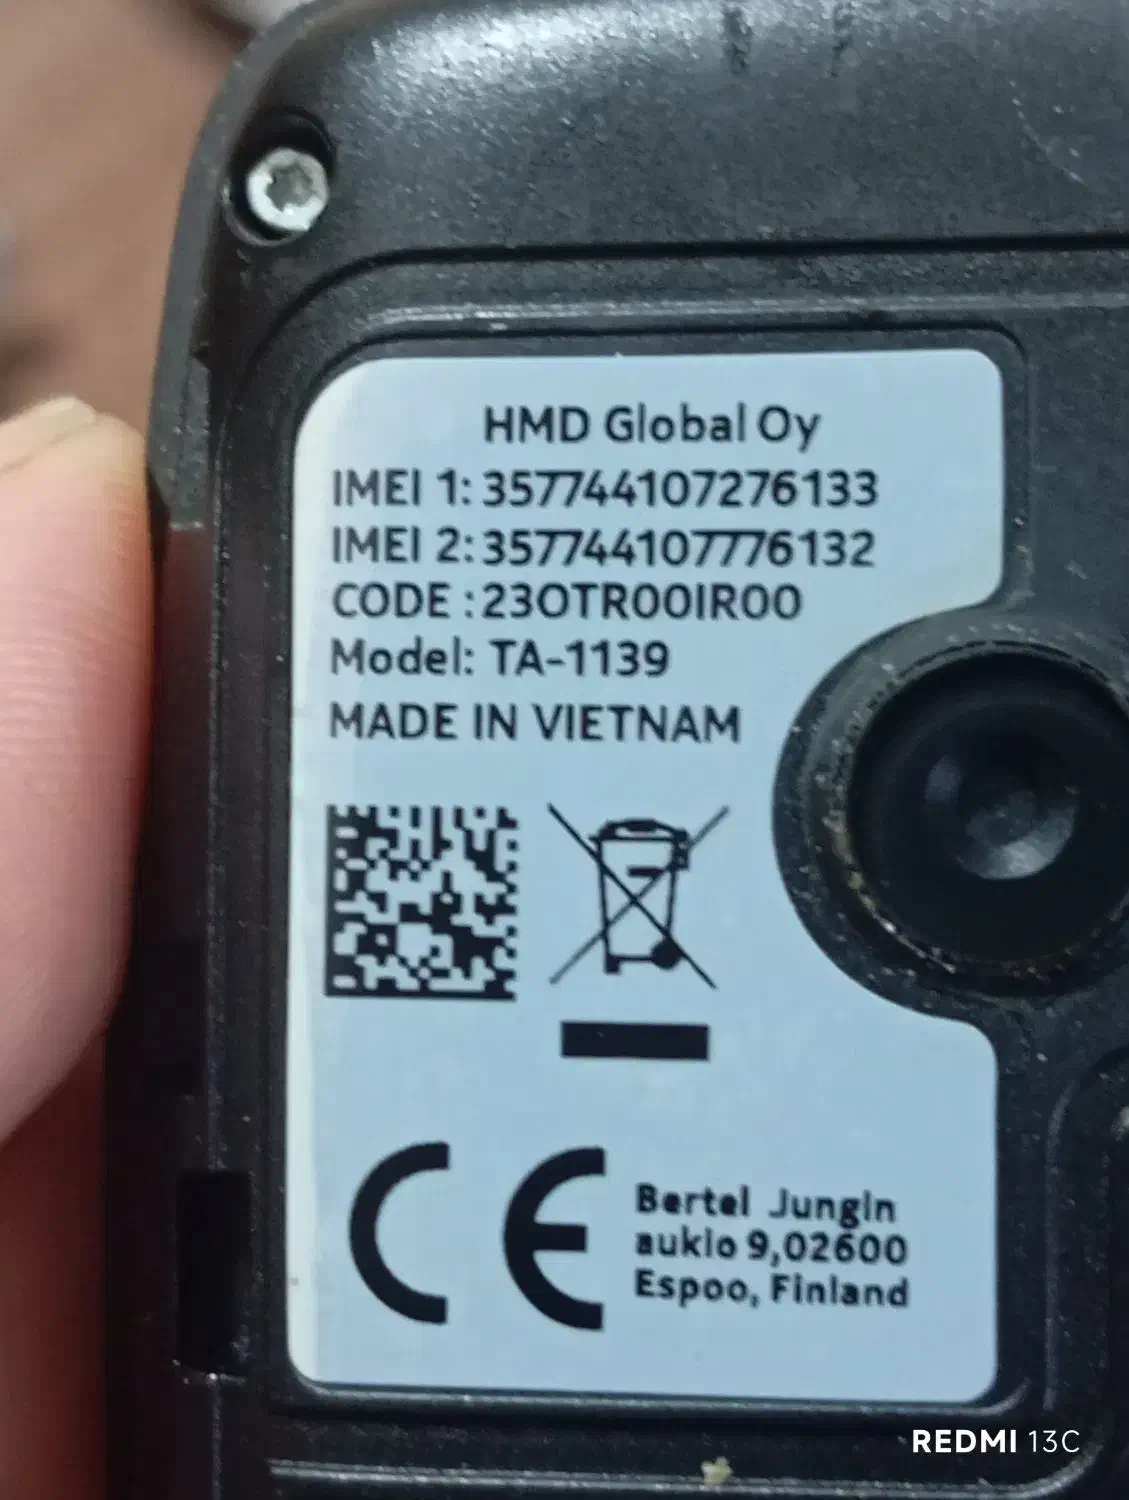 HMD Global Oy
IMEI 1: 357744107276133
IMEI 2: 357744107776132
CODE : 23OTR00IR00
Model: TA-1139
MADE IN VIETNAM
CE
Bertel Jungin
aukio 9,02600
Espoo, Finland
REDMI 13C